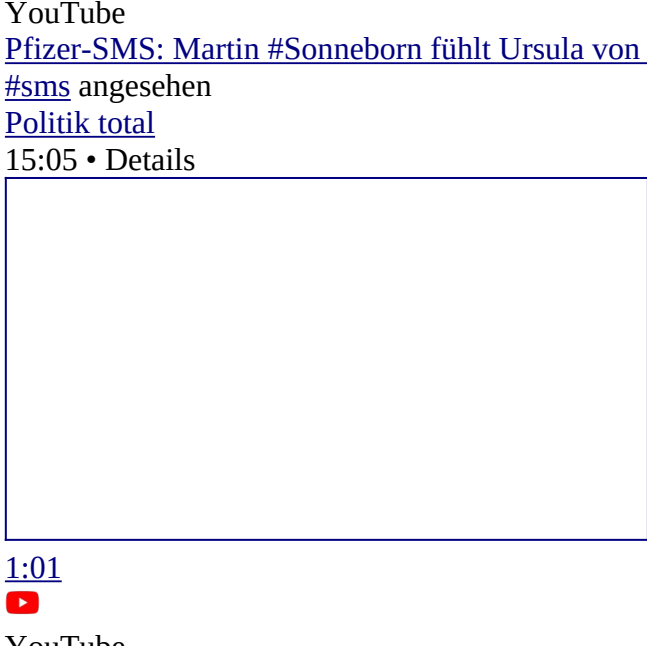 YouTube
Pfizer-SMS: Martin #Sonneborn fühlt Ursula von
#sms angesehen
Politik total
15:05 • Details
1:01
YouTube